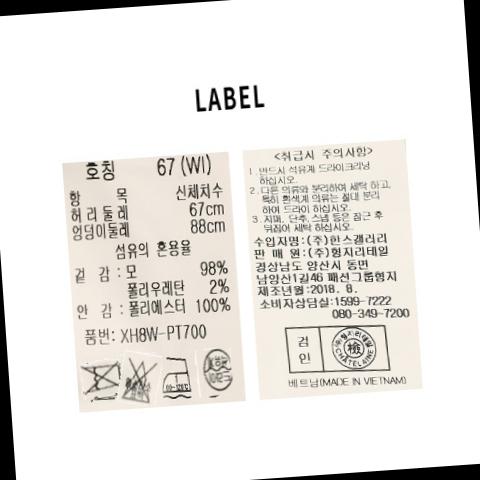 LABEL
호칭 67 (WI)
항 목 신체치수
허리둘레 67cm
엉덩이둘레 88cm
섬유의 혼용율
겉 감 : 모 98%
폴리우레탄 2%
안 감 : 폴리에스터 100%
품번: XH8W-PT700
<취급시 주의사항>
1. 반드시 석유계 드라이크리닝
하십시오.
2. 다른 의류와 분리하여 세탁 하고,
특히 흰색계 의류는 절대 분리
하여 드라이 하십시오.
3. 지퍼, 단추, 스냅 등은 잠근 후
뒤집어 세탁 하십시오.
수입자명 : (주)한스갤러리
판 매 원 : (주)형지리테일
경상남도 양산시 동면
남양산1길46 패션그룹형지
제조년월 : 2018. 8.
소비자상담실:1599-7222
080-349-7200
검
인
檢
CHATELAINE
베트남(MADE IN VIETNAM)